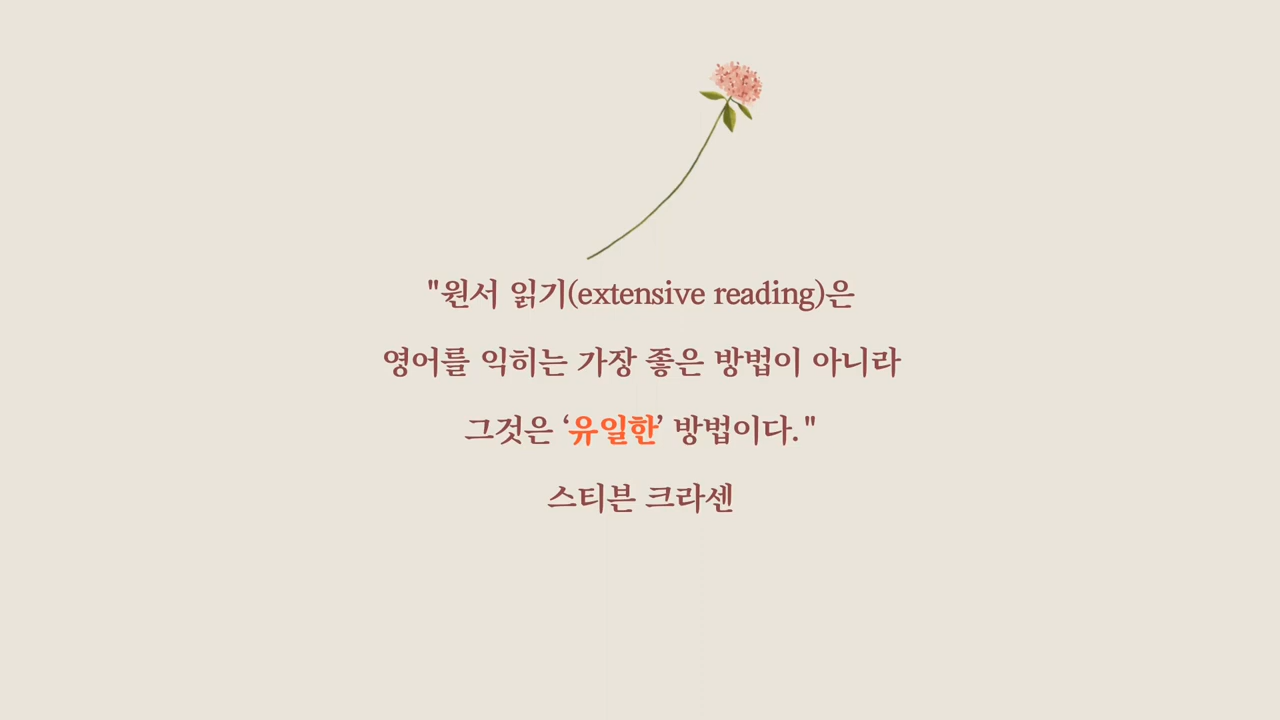 "원서 읽기(extensive reading)은
영어를 익히는 가장 좋은 방법이 아니라
그것은 ‘유일한’ 방법이다."
스티븐 크라센